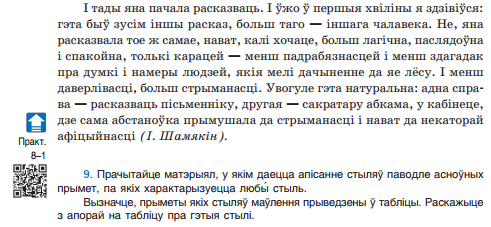 І тады яна пачала расказваць. І ўжо ў першыя хвіліны я здзівіўся:
гэта быў зусім іншы расказ, больш таго — іншага чалавека. Не, яна
расказвала тое ж самае, нават, калі хочаце, больш лагічна, паслядоўна
і спакойна, толькі карацей — менш падрабязнасцей і менш здагадак
пра думкі і намеры людзей, якія мелі дачыненне да яе лёсу. І менш
даверлівасці, больш стрыманасці. Увогуле гэта натуральна: адна спра-
ва — расказваць пісьменніку, другая — сакратару абкама, у кабінеце,
дзе сама абстаноўка прымушала да стрыманасці і нават да некаторай
афіцыйнасці (І. Шамякін).
Практ.
8–1
9. Прачытайце матэрыял, у якім даецца апісанне стыляў паводле асноўных
прымет, па якіх характарызуецца любы́ стыль.
Вызначце, прыметы якіх стыляў маўлення прыведзены ў табліцы. Раскажыце
з апорай на табліцу пра гэтыя стылі.